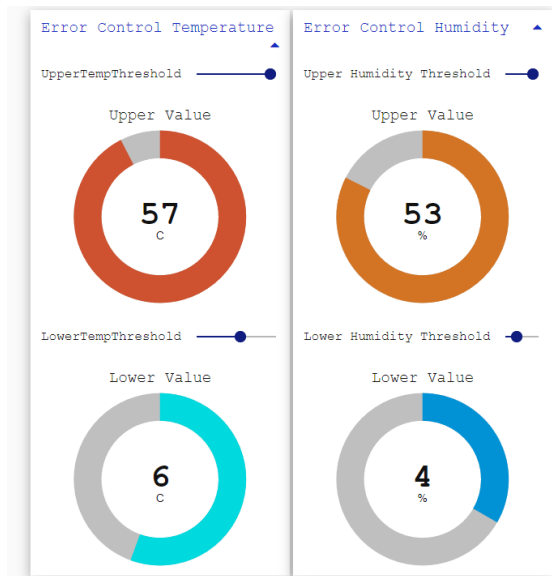 Error Control Temperature
UpperTempThreshold
Upper Value
57
C
LowerTempThreshold
Lower Value
6
C
Error Control Humidity
Upper Humidity Threshold
Upper Value
53
%
Lower Humidity Threshold
Lower Value
4
%